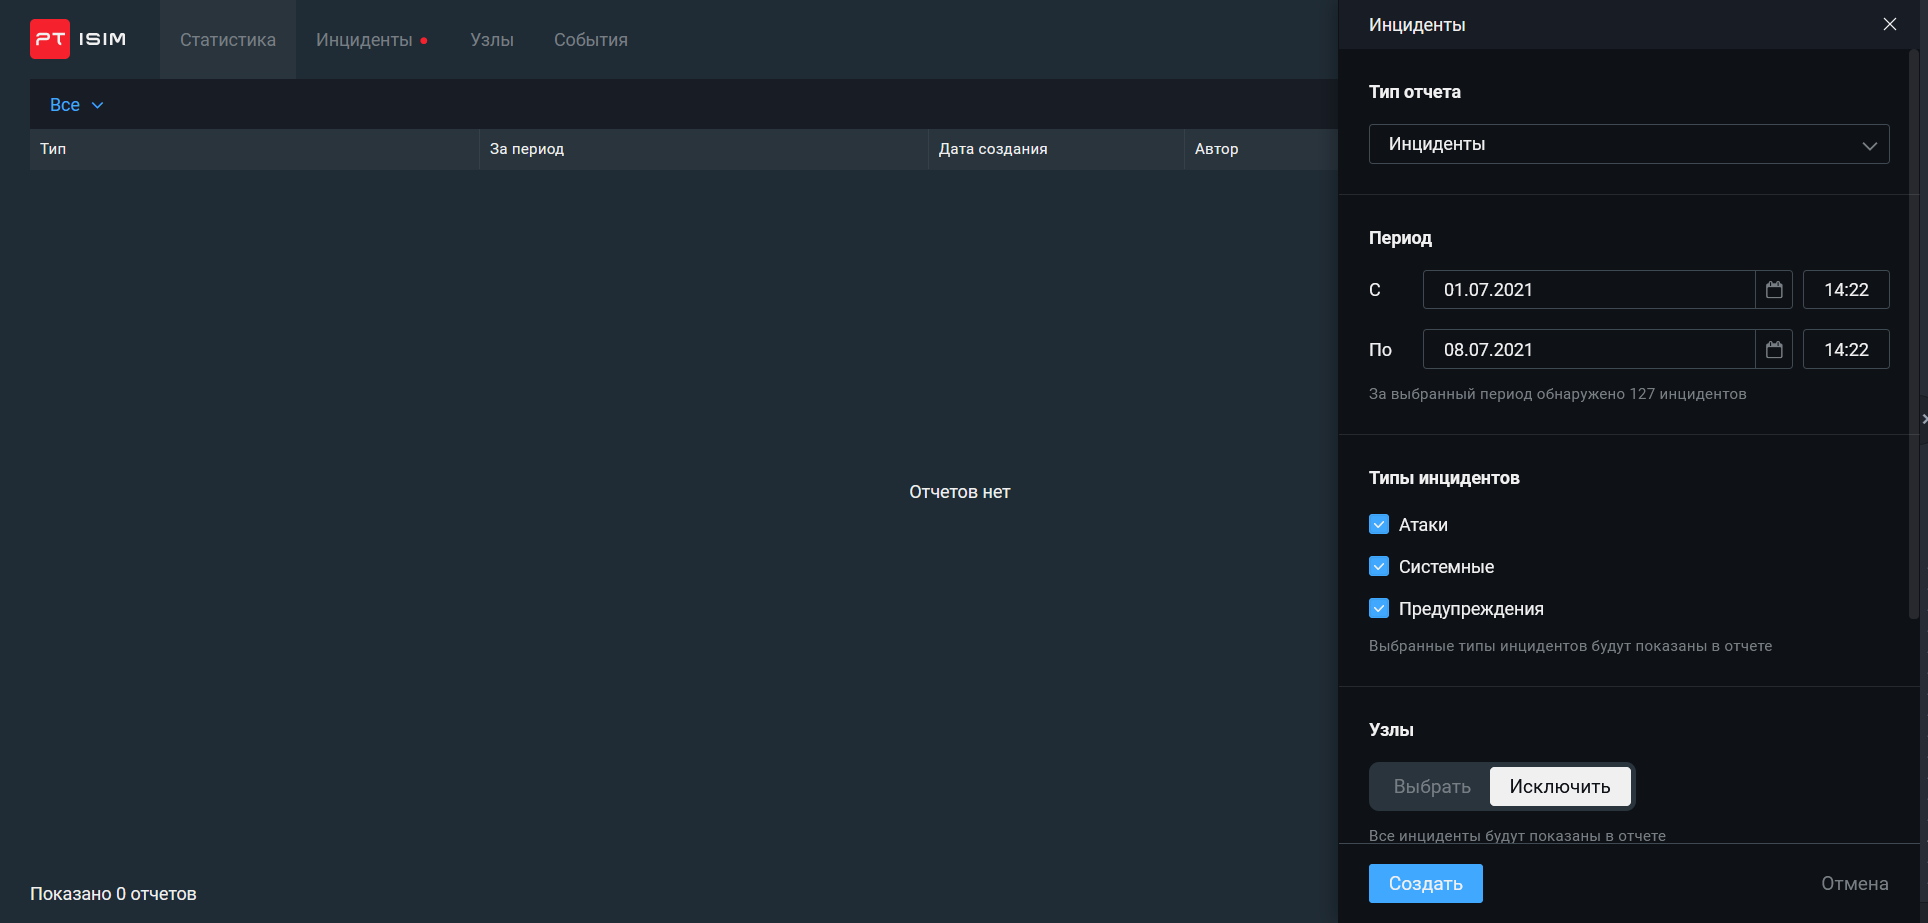 PT ISIM
Статистика
Инциденты
Узлы
События
Все
Тип
За период
Дата создания
Автор
Отчетов нет
Показано 0 отчетов
Инциденты
Тип отчета
Инциденты
Период
С
01.07.2021
14:22
По
08.07.2021
14:22
За выбранный период обнаружено 127 инцидентов
Типы инцидентов
Атаки
Системные
Предупреждения
Выбранные типы инцидентов будут показаны в отчете
Узлы
Выбрать
Исключить
Все инциденты будут показаны в отчете
Создать
Отмена